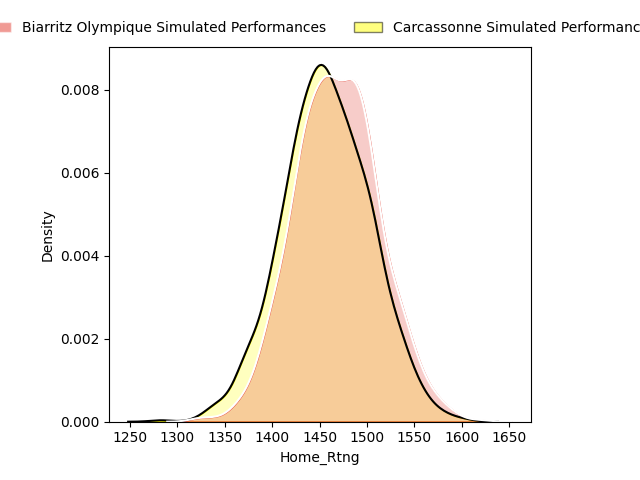 Biarritz Olympique Simulated Performances
Carcassonne Simulated Performanc
0.008
0.006
0.004
0.002
0.000
Density
1250 1300 1350 1400 1450 1500 1550 1600 1650
Home_Rtng